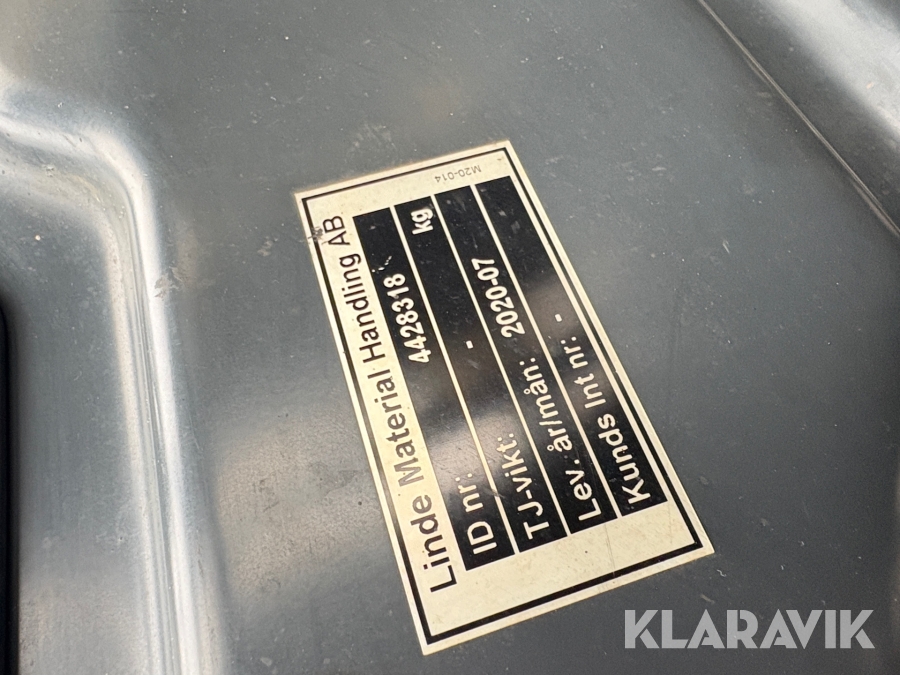 Linde Material Handling AB
ID nr: 4428318
TJ-vikt: - kg
Lev. år/mån: 2020-07
Kunds Int nr: -
M20-014
KLARAVIK